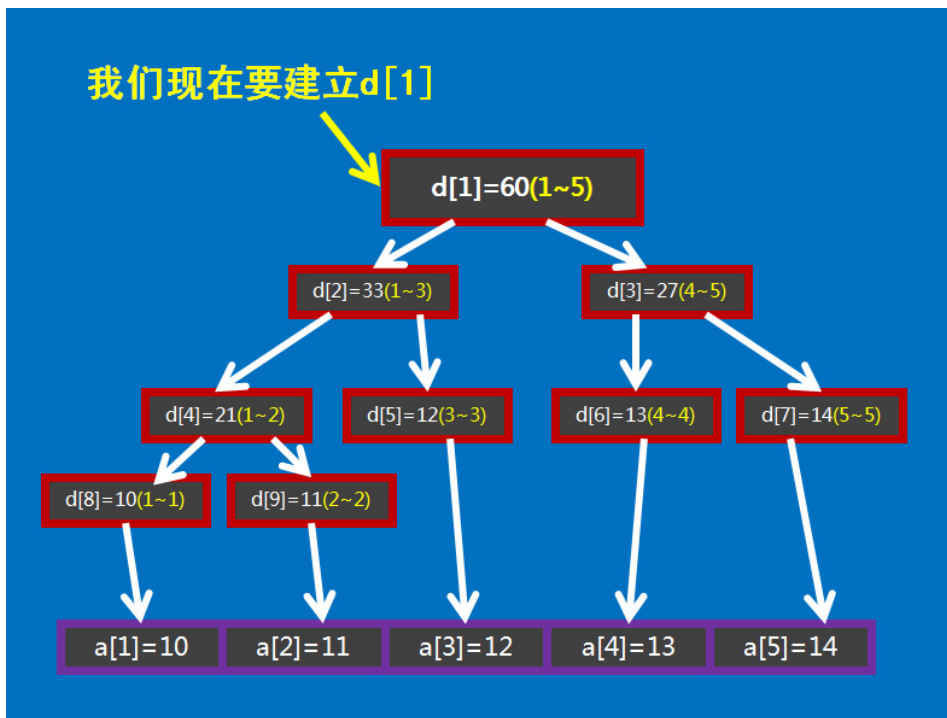 我们现在要建立d[1]
d[1]=60(1~5)
d[2]=33(1~3)
d[3]=27(4~5)
d[4]=21(1~2)
d[5]=12(3~3)
d[6]=13(4~4)
d[7]=14(5~5)
d[8]=10(1~1)
d[9]=11(2~2)
a[1]=10
a[2]=11
a[3]=12
a[4]=13
a[5]=14